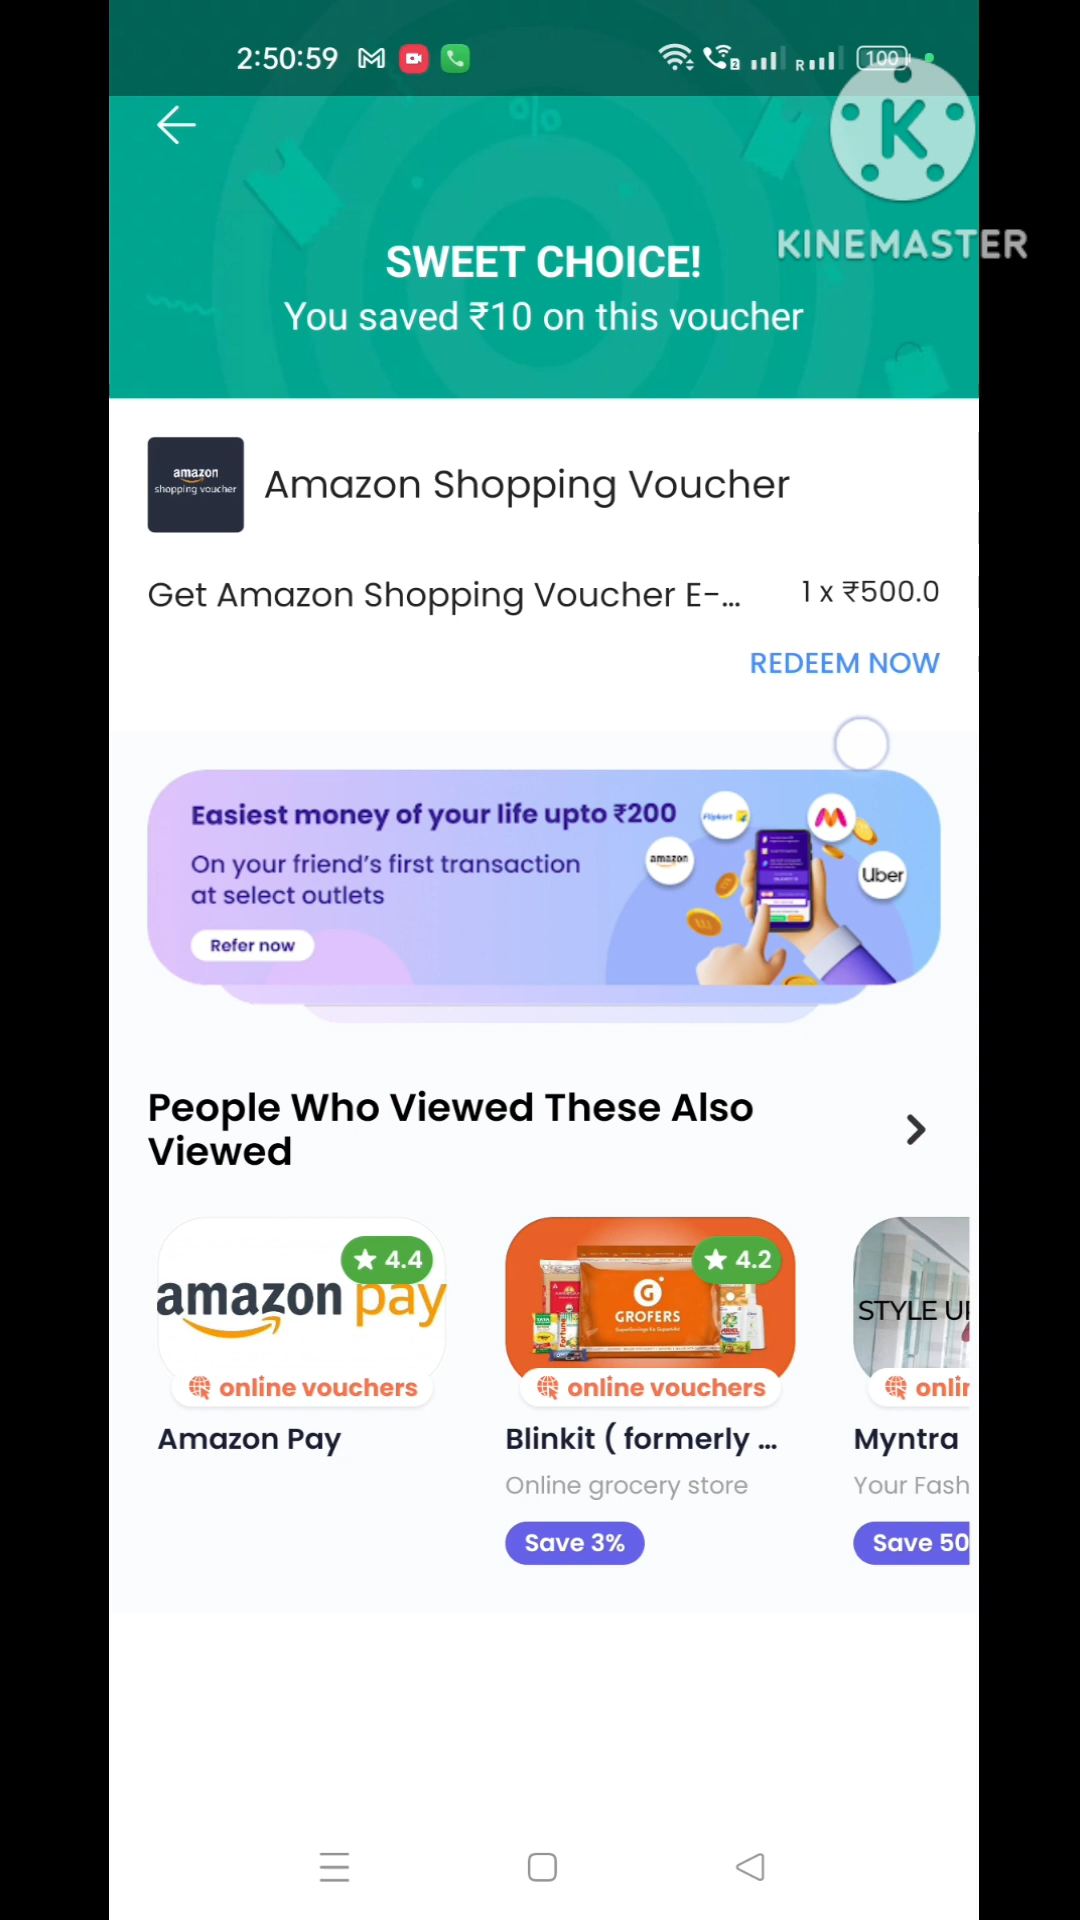 2:50:59
R
2
100
K
KINEMASTER
%
SWEET CHOICE!
You saved ₹10 on this voucher
amazon
shopping voucher
Amazon Shopping Voucher
Get Amazon Shopping Voucher E-...
1 x ₹500.0
REDEEM NOW
Easiest money of your life upto ₹200
On your friend's first transaction
at select outlets
Refer now
Flipkart
amazon
Uber
People Who Viewed These Also
Viewed
4.4
amazon pay
online vouchers
Amazon Pay
4.2
GROFERS
online vouchers
Blinkit ( formerly ...
Online grocery store
Save 3%
STYLE UP
onlin
Myntra
Your Fash
Save 50